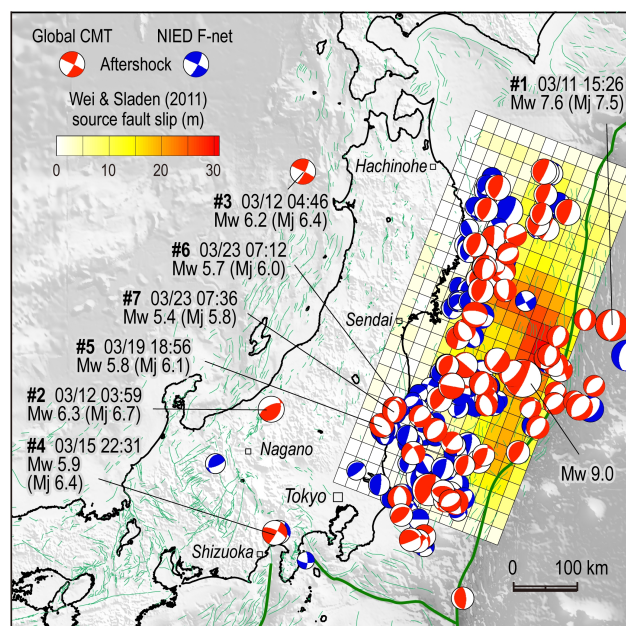 Global CMT
NIED F-net
Aftershock
Wei & Sladen (2011)
source fault slip (m)
0 10 20 30
#1 03/11 15:26
Mw 7.6 (Mj 7.5)
Hachinohe
#3 03/12 04:46
Mw 6.2 (Mj 6.4)
#6 03/23 07:12
Mw 5.7 (Mj 6.0)
#7 03/23 07:36
Mw 5.4 (Mj 5.8)
Sendai
#5 03/19 18:56
Mw 5.8 (Mj 6.1)
#2 03/12 03:59
Mw 6.3 (Mj 6.7)
#4 03/15 22:31
Mw 5.9
(Mj 6.4)
Nagano
Mw 9.0
Tokyo
Shizuoka
0 100 km